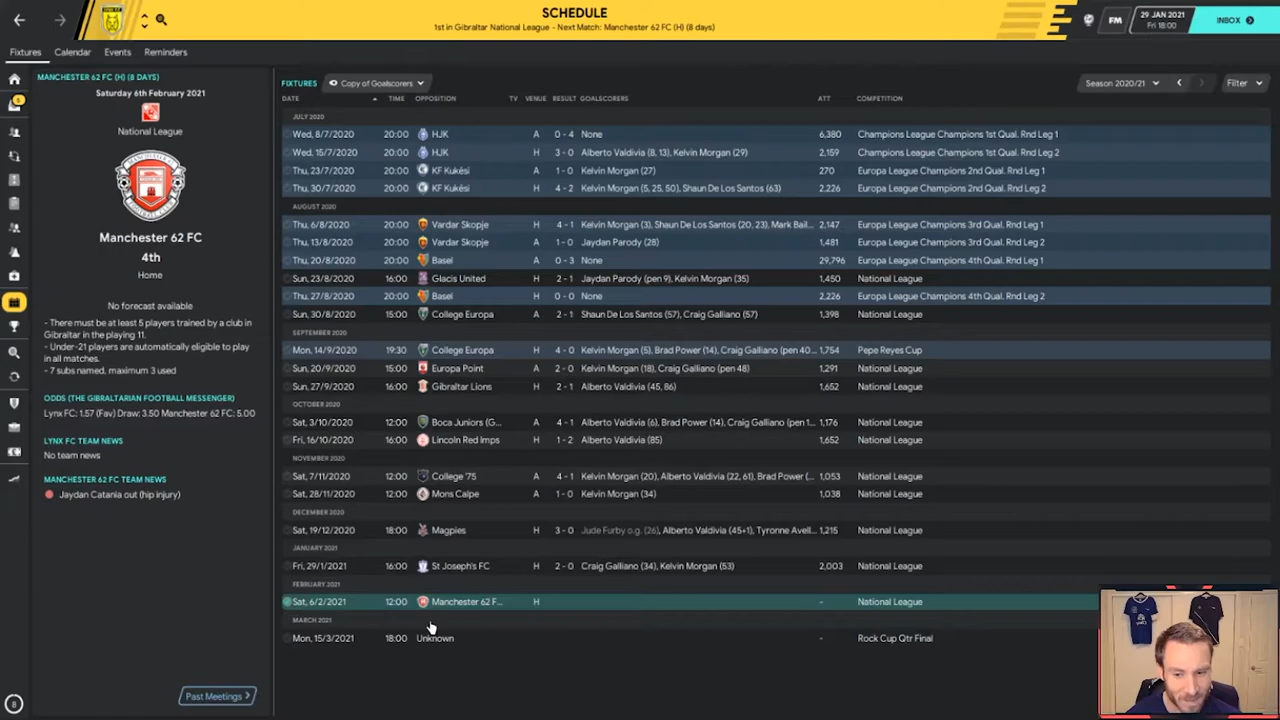 SCHEDULE
1st in Gibraltar National League - Next Match: Manchester 62 FC (H) (8 days)
FM
29 JAN 2021
Fri 18:00
INBOX
Fixtures Calendar Events Reminders
MANCHESTER 62 FC (H) (8 DAYS)
Saturday 6th February 2021
National League
Manchester 62 FC
4th
Home
No forecast available
- There must be at least 5 players trained by a club in
Gibraltar in the playing 11.
- Under-21 players are automatically eligible to play
in all matches.
- 7 subs named, maximum 3 used
ODDS (THE GIBRALTARIAN FOOTBALL MESSENGER)
Lynx FC: 1.57 (Fav) Draw: 3.50 Manchester 62 FC: 5.00
LYNX FC TEAM NEWS
No team news
MANCHESTER 62 FC TEAM NEWS
Jaydan Catania out (hip injury)
Past Meetings
FIXTURES Copy of Goalscorers Season 2020/21 Filter
DATE TIME OPPOSITION TV VENUE RESULT GOALSCORERS ATT COMPETITION
JULY 2020
Wed, 8/7/2020 20:00 HJK A 0 - 4 None 6,380 Champions League Champions 1st Qual. Rnd Leg 1
Wed, 15/7/2020 20:00 HJK H 3 - 0 Alberto Valdivia (8, 13), Kelvin Morgan (29) 2,159 Champions League Champions 1st Qual. Rnd Leg 2
Thu, 23/7/2020 20:00 KF Kukësi A 1 - 0 Kelvin Morgan (27) 270 Europa League Champions 2nd Qual. Rnd Leg 1
Thu, 30/7/2020 20:00 KF Kukësi H 4 - 2 Kelvin Morgan (5, 25, 50), Shaun De Los Santos (63) 2,226 Europa League Champions 2nd Qual. Rnd Leg 2
AUGUST 2020
Thu, 6/8/2020 20:00 Vardar Skopje H 4 - 1 Kelvin Morgan (3), Shaun De Los Santos (20, 23), Mark Bail... 2,147 Europa League Champions 3rd Qual. Rnd Leg 1
Thu, 13/8/2020 20:00 Vardar Skopje A 1 - 0 Jaydan Parody (28) 1,481 Europa League Champions 3rd Qual. Rnd Leg 2
Thu, 20/8/2020 20:00 Basel A 0 - 3 None 29,796 Europa League Champions 4th Qual. Rnd Leg 1
Sun, 23/8/2020 16:00 Glacis United H 2 - 1 Jaydan Parody (pen 9), Kelvin Morgan (35) 1,450 National League
Thu, 27/8/2020 20:00 Basel H 0 - 0 None 2,226 Europa League Champions 4th Qual. Rnd Leg 2
Sun, 30/8/2020 15:00 College Europa A 2 - 1 Shaun De Los Santos (57), Craig Galliano (57) 1,398 National League
SEPTEMBER 2020
Mon, 14/9/2020 19:30 College Europa H 4 - 0 Kelvin Morgan (5), Brad Power (14), Craig Galliano (pen 40... 1,754 Pepe Reyes Cup
Sun, 20/9/2020 15:00 Europa Point A 2 - 0 Kelvin Morgan (18), Craig Galliano (pen 48) 1,291 National League
Sun, 27/9/2020 16:00 Gibraltar Lions H 2 - 1 Alberto Valdivia (45, 86) 1,652 National League
OCTOBER 2020
Sat, 3/10/2020 12:00 Boca Juniors (G... A 4 - 1 Alberto Valdivia (6), Brad Power (14), Craig Galliano (pen 1... 1,176 National League
Fri, 16/10/2020 16:00 Lincoln Red Imps H 1 - 2 Alberto Valdivia (85) 1,652 National League
NOVEMBER 2020
Sat, 7/11/2020 12:00 College '75 A 4 - 1 Kelvin Morgan (20), Alberto Valdivia (22, 61), Brad Power (... 1,053 National League
Sat, 28/11/2020 12:00 Mons Calpe A 1 - 0 Kelvin Morgan (34) 1,038 National League
DECEMBER 2020
Sat, 19/12/2020 18:00 Magpies H 3 - 0 Jude Furby o.g. (26), Alberto Valdivia (45+1), Tyronne Avell... 1,215 National League
JANUARY 2021
Fri, 29/1/2021 16:00 St Joseph's FC H 2 - 0 Craig Galliano (34), Kelvin Morgan (53) 2,003 National League
FEBRUARY 2021
Sat, 6/2/2021 12:00 Manchester 62 F... H - National League
MARCH 2021
Mon, 15/3/2021 18:00 Unknown - Rock Cup Qtr Final